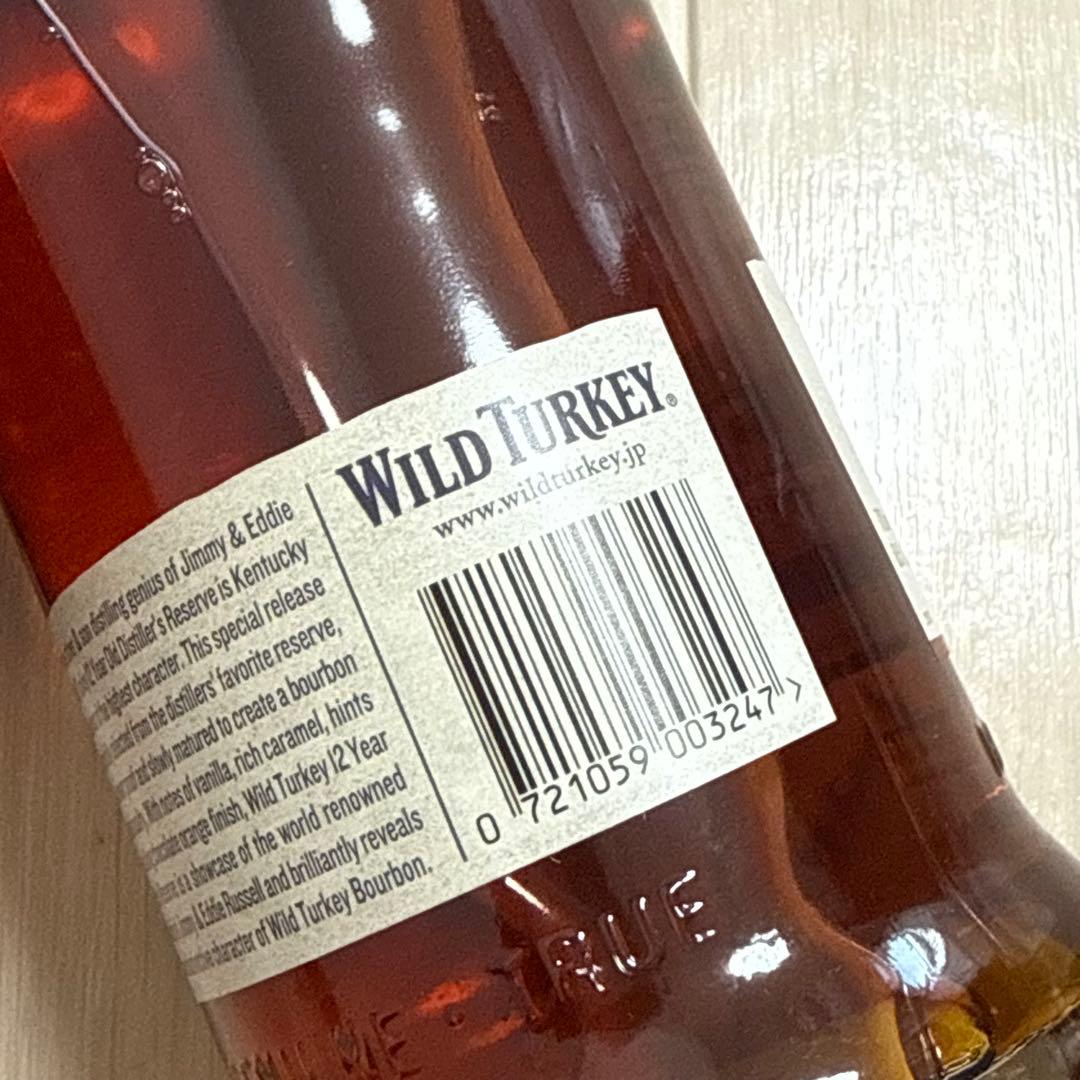 distilling genius of Jimmy & Eddie
12 Year Old Distiller's Reserve is Kentucky
highest character. This special release
from the distillers' favorite reserve,
and slowly matured to create a bourbon
With notes of vanilla, rich caramel, hints
chocolate orange finish, Wild Turkey 12 Year
is a showcase of the world renowned
& Eddie Russell and brilliantly reveals
character of Wild Turkey Bourbon.
WILD TURKEY®
www.wildturkey.jp
0 721059 003247 >
TRUE